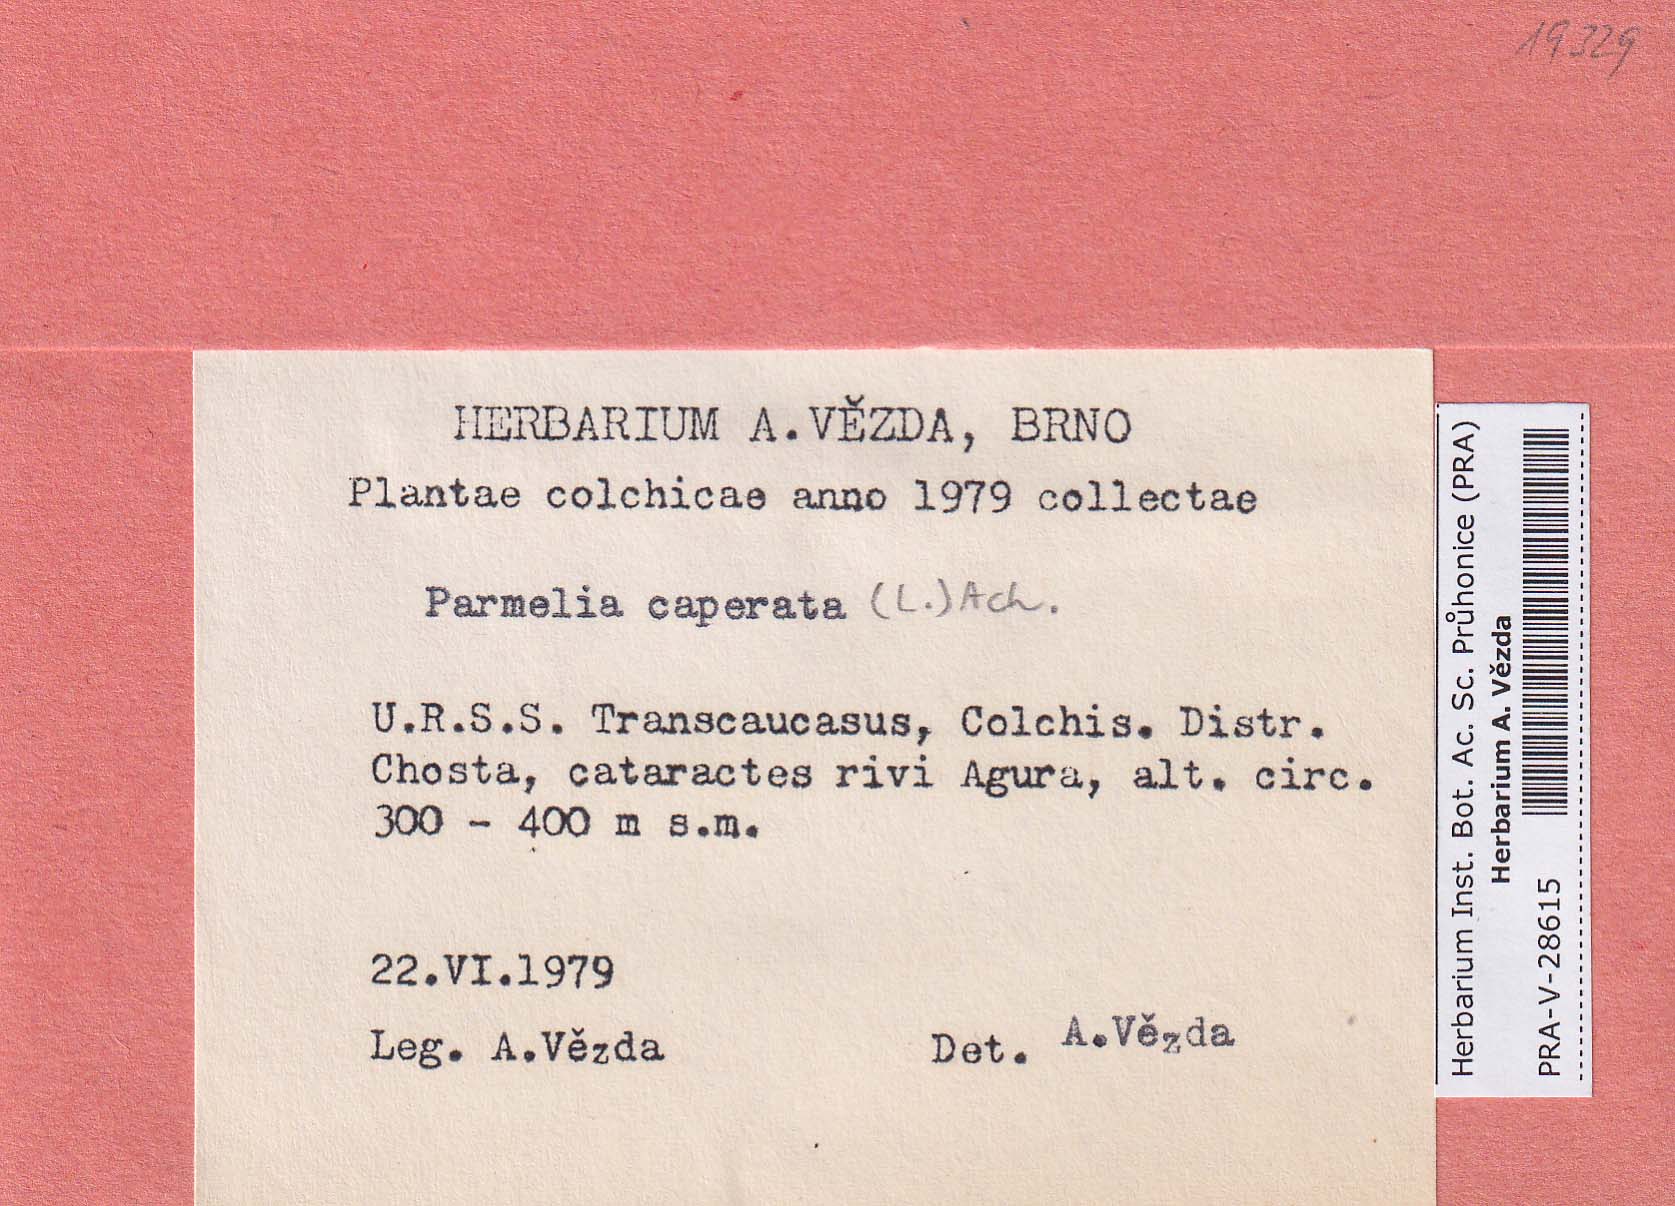 19329
HERBARIUM A.VĚZDA, BRNO
Plantae colchicae anno 1979 collectae
Parmelia caperata (L.) Ach.
U.R.S.S. Transcaucasus, Colchis. Distr.
Chosta, cataractes rivi Agura, alt. circ.
300 - 400 m s.m.
22.VI.1979
Leg. A.Vězda
Det. A.Vězda
Herbarium Inst. Bot. Ac. Sc. Průhonice (PRA)
Herbarium A. Vězda
PRA-V-28615